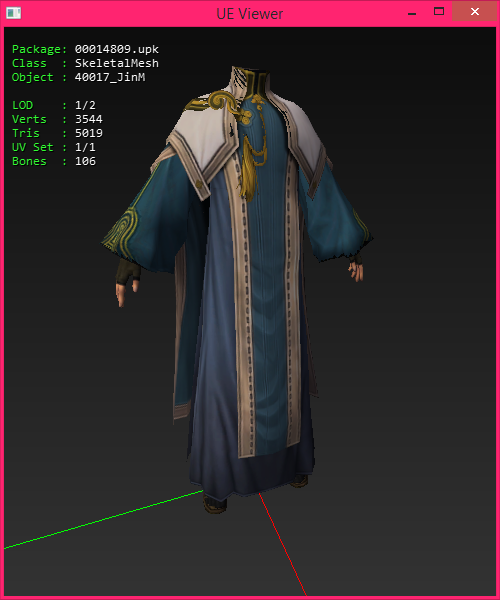 UE Viewer
Package: 00014809.upk
Class : SkeletalMesh
Object : 40017_JinM
LOD : 1/2
Verts : 3544
Tris : 5019
UV Set : 1/1
Bones : 106